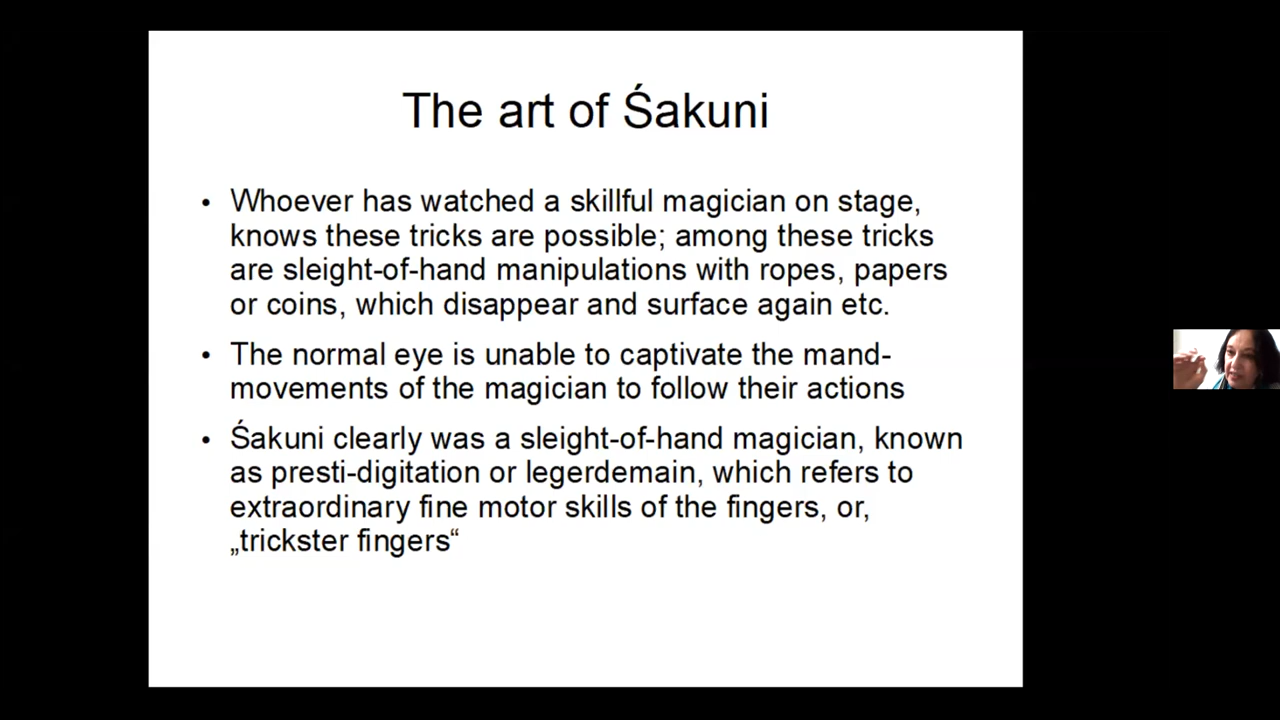 The art of Śakuni
• Whoever has watched a skillful magician on stage,
knows these tricks are possible; among these tricks
are sleight-of-hand manipulations with ropes, papers
or coins, which disappear and surface again etc.
• The normal eye is unable to captivate the mand-
movements of the magician to follow their actions
• Śakuni clearly was a sleight-of-hand magician, known
as presti-digitation or legerdemain, which refers to
extraordinary fine motor skills of the fingers, or,
„trickster fingers“